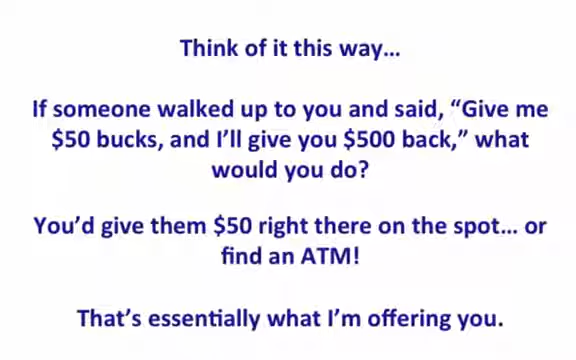 Think of it this way…
If someone walked up to you and said, “Give me
$50 bucks, and I’ll give you $500 back,” what
would you do?
You’d give them $50 right there on the spot… or
find an ATM!
That’s essentially what I’m offering you.